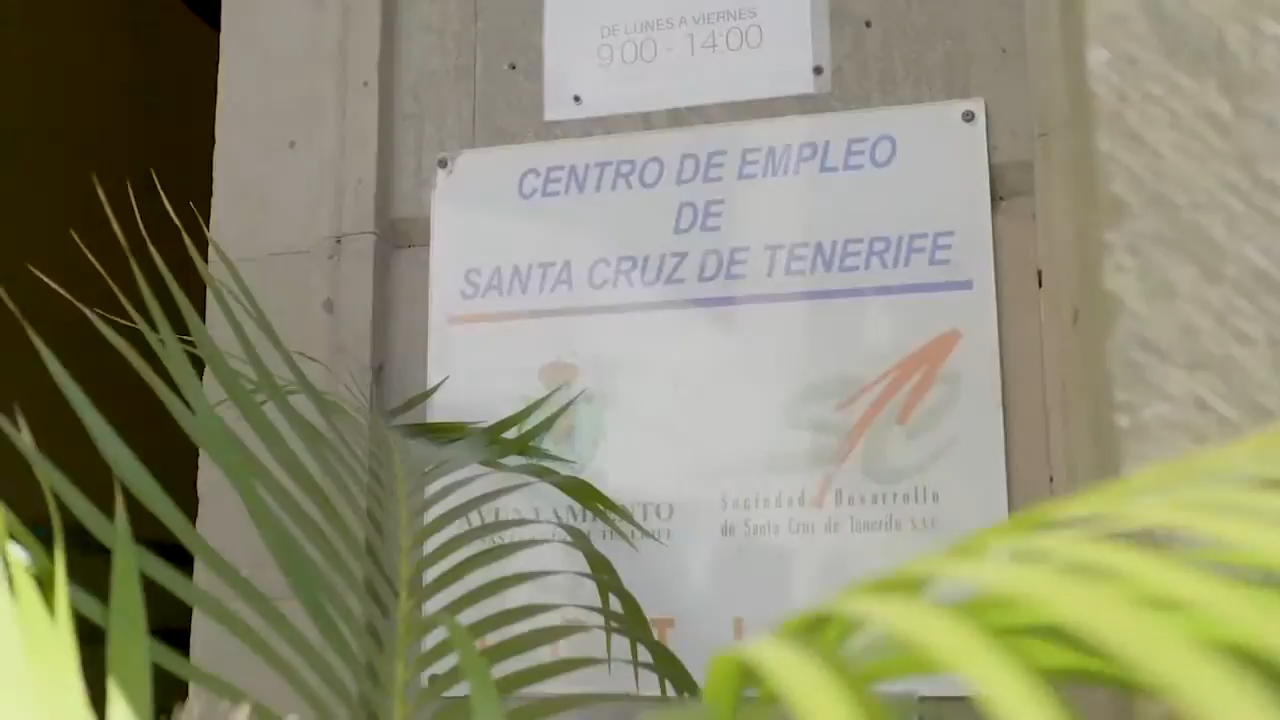 DE LUNES A VIERNES
9:00 - 14:00
CENTRO DE EMPLEO
DE
SANTA CRUZ DE TENERIFE
AYUNTAMIENTO
Sociedad Desarrollo
de Santa Cruz de Tenerife